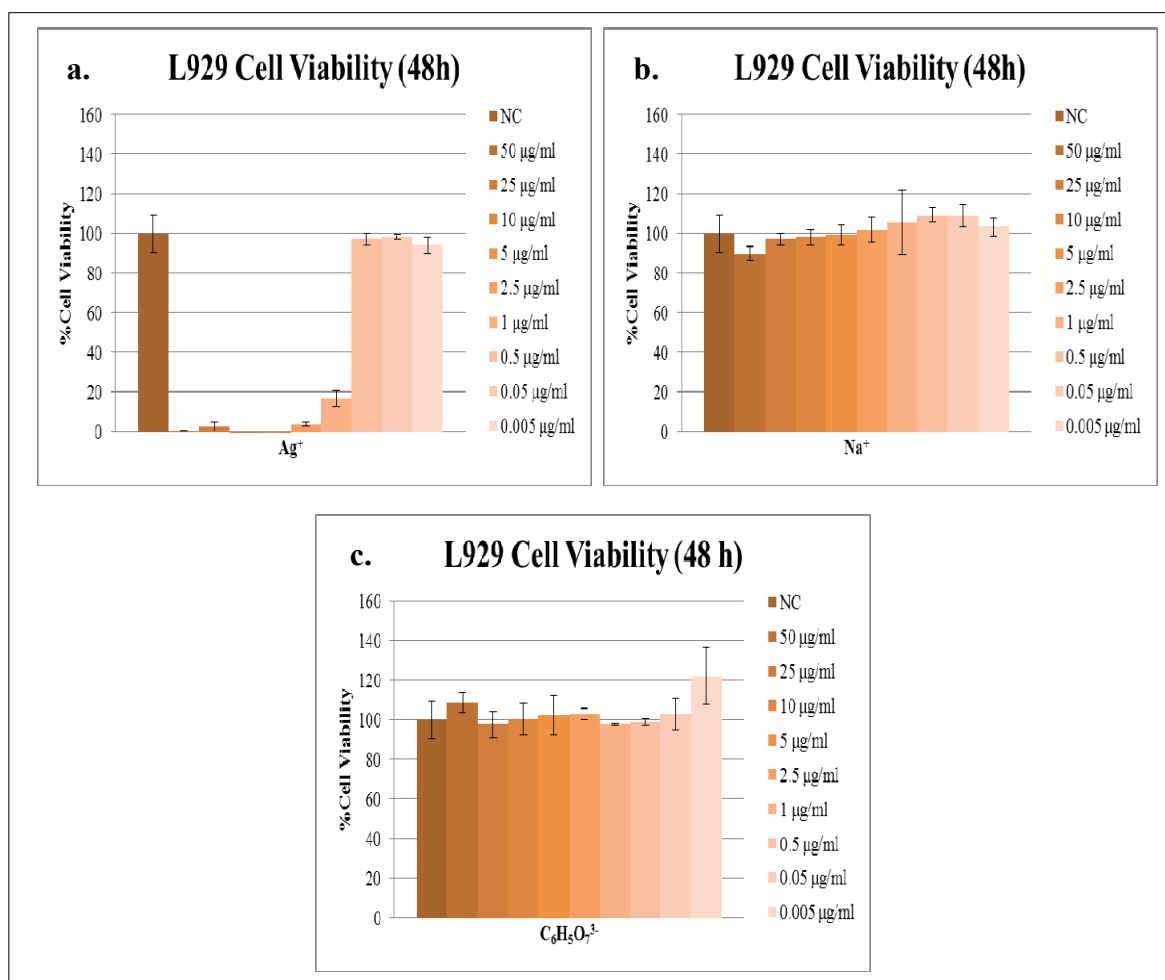 a.
L929 Cell Viability (48h)
%Cell Viability
160
140
120
100
80
60
40
20
0
Ag⁺
NC
50 μg/ml
25 μg/ml
10 μg/ml
5 μg/ml
2.5 μg/ml
1 μg/ml
0.5 μg/ml
0.05 μg/ml
0.005 μg/ml
b.
L929 Cell Viability (48h)
%Cell Viability
160
140
120
100
80
60
40
20
0
Na⁺
NC
50 μg/ml
25 μg/ml
10 μg/ml
5 μg/ml
2.5 μg/ml
1 μg/ml
0.5 μg/ml
0.05 μg/ml
0.005 μg/ml
c.
L929 Cell Viability (48 h)
%Cell Viability
160
140
120
100
80
60
40
20
0
C₆H₅O₇³⁻
NC
50 μg/ml
25 μg/ml
10 μg/ml
5 μg/ml
2.5 μg/ml
1 μg/ml
0.5 μg/ml
0.05 μg/ml
0.005 μg/ml